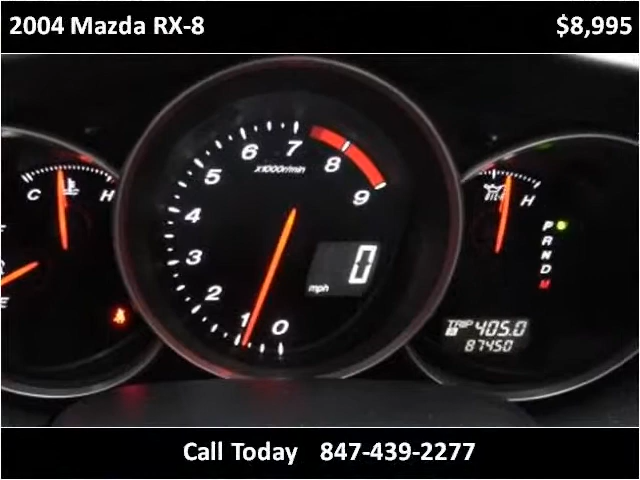 2004 Mazda RX-8 $8,995
C H
0 1 2 3 4 5 6 7 8 9
x1000r/min
0
mph
F
E
H
P
R
N
D
M
TRIP B 405.0
87450
Call Today 847-439-2277